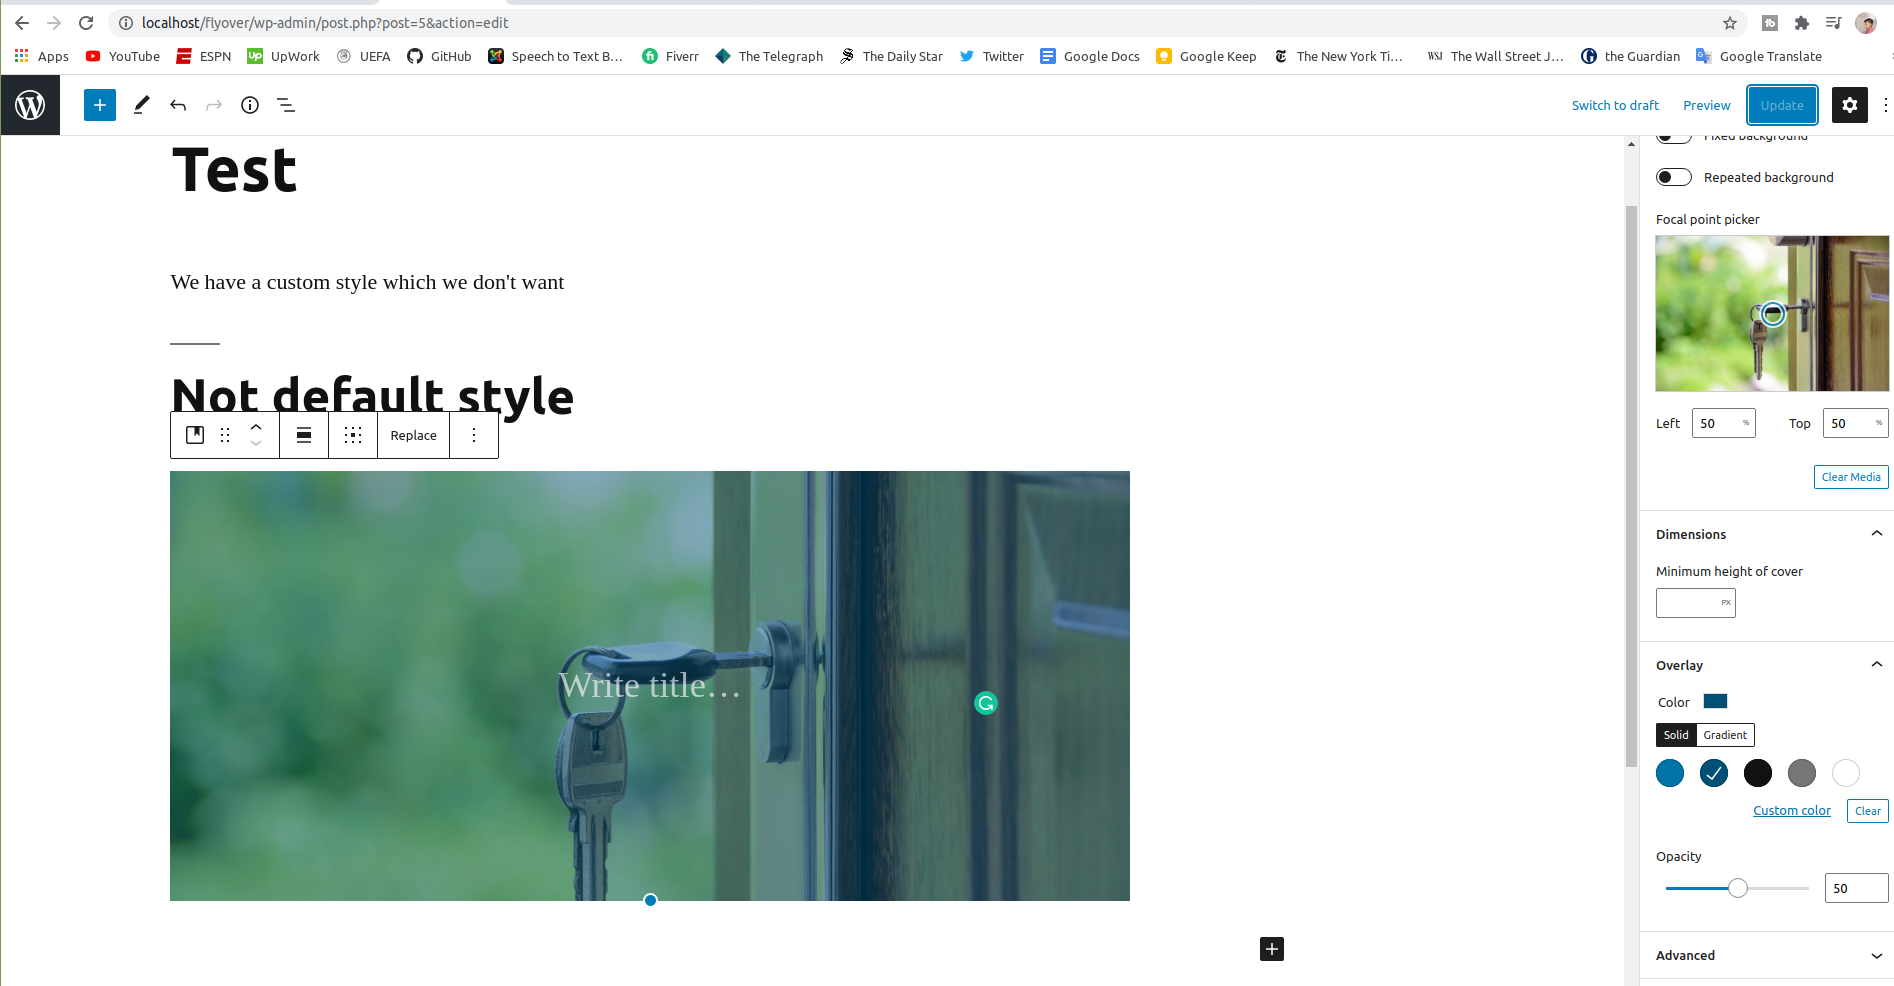 localhost/flyover/wp-admin/post.php?post=5&action=edit
Apps YouTube ESPN UpWork UEFA GitHub Speech to Text B... Fiverr The Telegraph The Daily Star Twitter Google Docs Google Keep The New York Ti... WSJ The Wall Street J... the Guardian Google Translate
Switch to draft Preview Update
Test
We have a custom style which we don't want
Not default style
Replace
Write title...
Fixed background
Repeated background
Focal point picker
Left 50 % Top 50 %
Clear Media
Dimensions
Minimum height of cover
PX
Overlay
Color
Solid Gradient
Custom color Clear
Opacity
50
Advanced